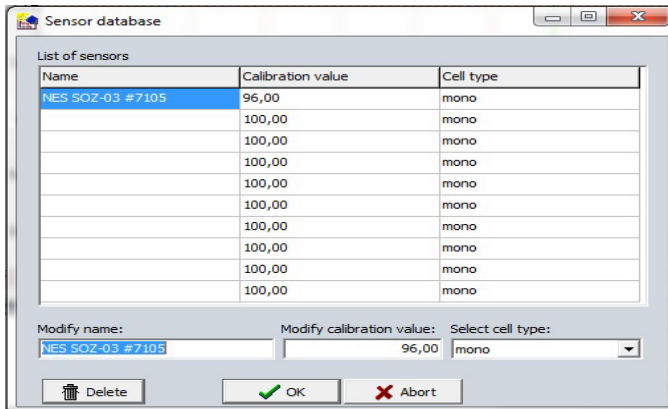 Sensor database
List of sensors
Name Calibration value Cell type
NES SOZ-03 #7105 96,00 mono
100,00 mono
100,00 mono
100,00 mono
100,00 mono
100,00 mono
100,00 mono
100,00 mono
100,00 mono
100,00 mono
Modify name: Modify calibration value: Select cell type:
NES SOZ-03 #7105 96,00 mono
Delete OK Abort